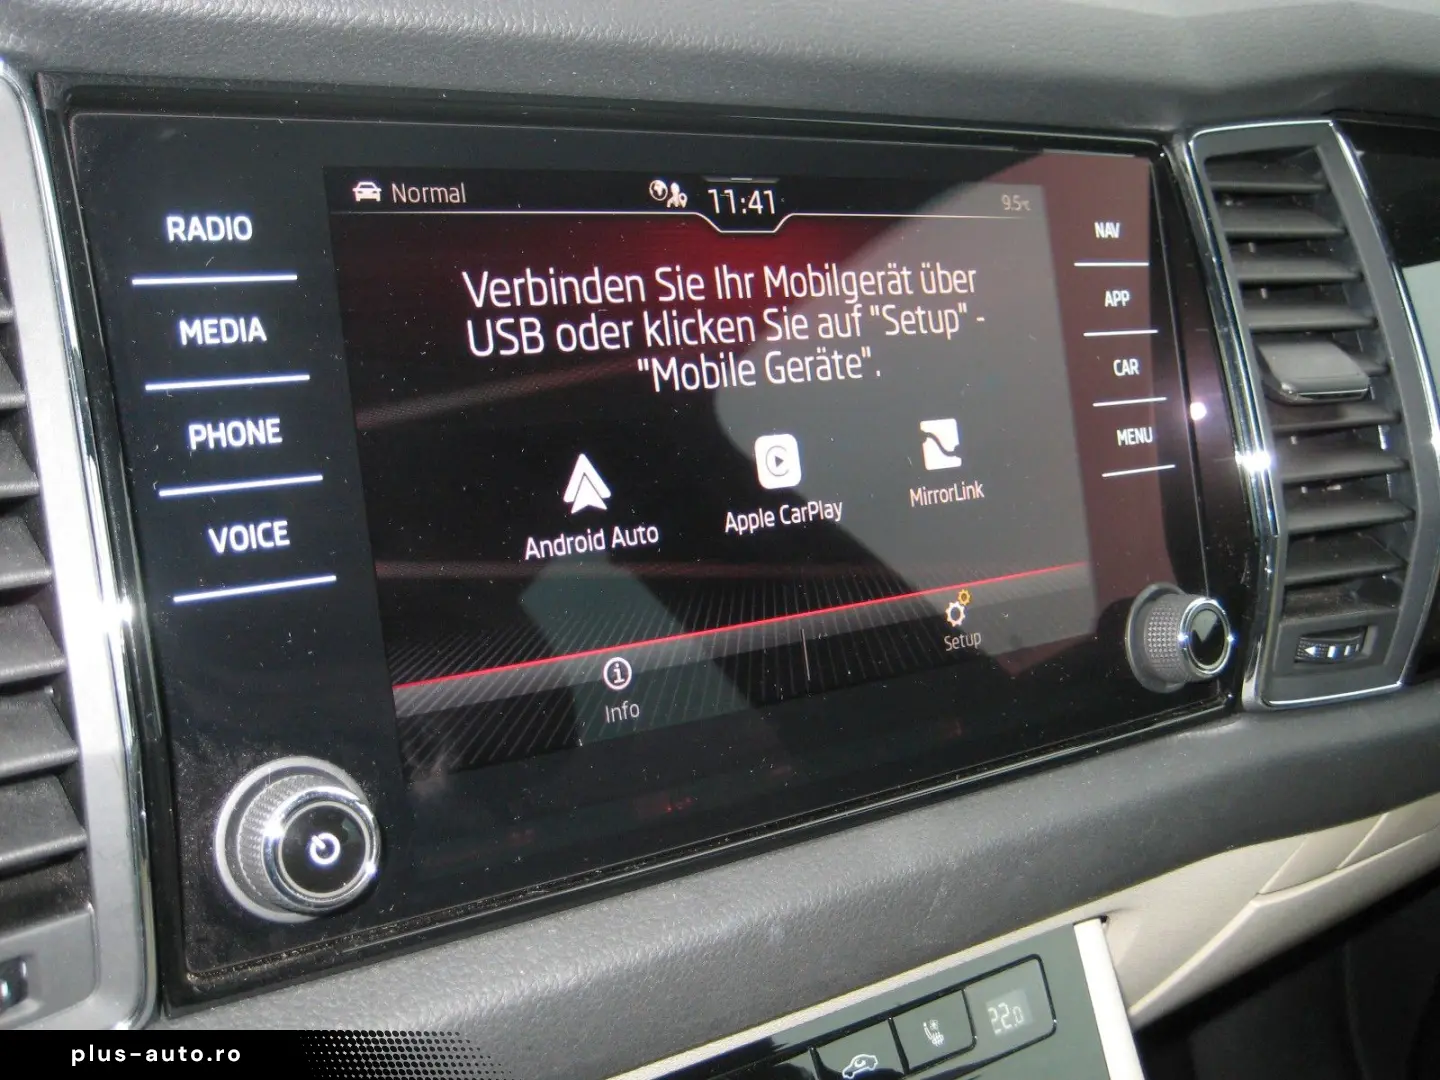 Normal
11:41
9.5°C
RADIO
MEDIA
PHONE
VOICE
Verbinden Sie Ihr Mobilgerät über
USB oder klicken Sie auf "Setup" -
"Mobile Geräte".
Android Auto
Apple CarPlay
MirrorLink
Info
Setup
NAV
APP
CAR
MENU
22.0
plus-auto.ro